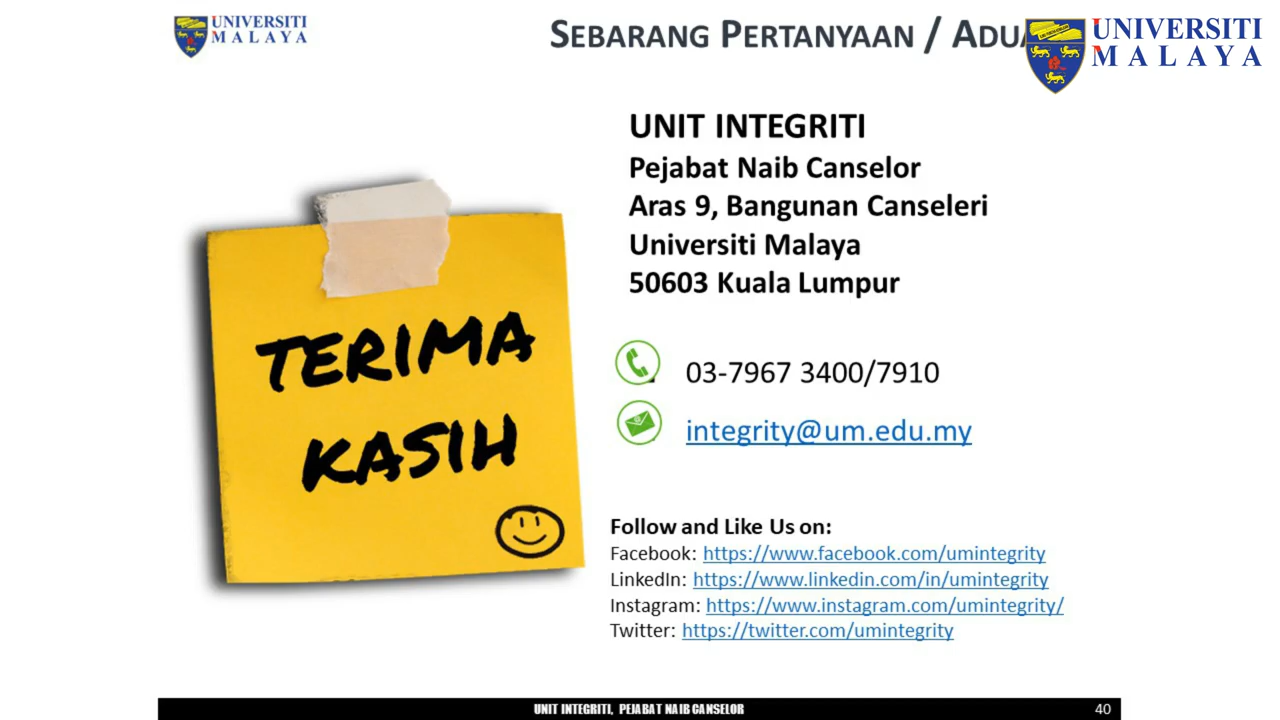 UNIVERSITI
MALAYA
SEBARANG PERTANYAAN /
UNIVERSITI
MALAYA
UNIT INTEGRITI
Pejabat Naib Canselor
Aras 9, Bangunan Canseleri
Universiti Malaya
50603 Kuala Lumpur
TERIMA
KASIH
03-7967 3400/7910
integrity@um.edu.my
Follow and Like Us on:
Facebook: https://www.facebook.com/umintegrity
LinkedIn: https://www.linkedin.com/in/umintegrity
Instagram: https://www.instagram.com/umintegrity/
Twitter: https://twitter.com/umintegrity
UNIT INTEGRITI, PEJABAT NAIB CANSELOR
40